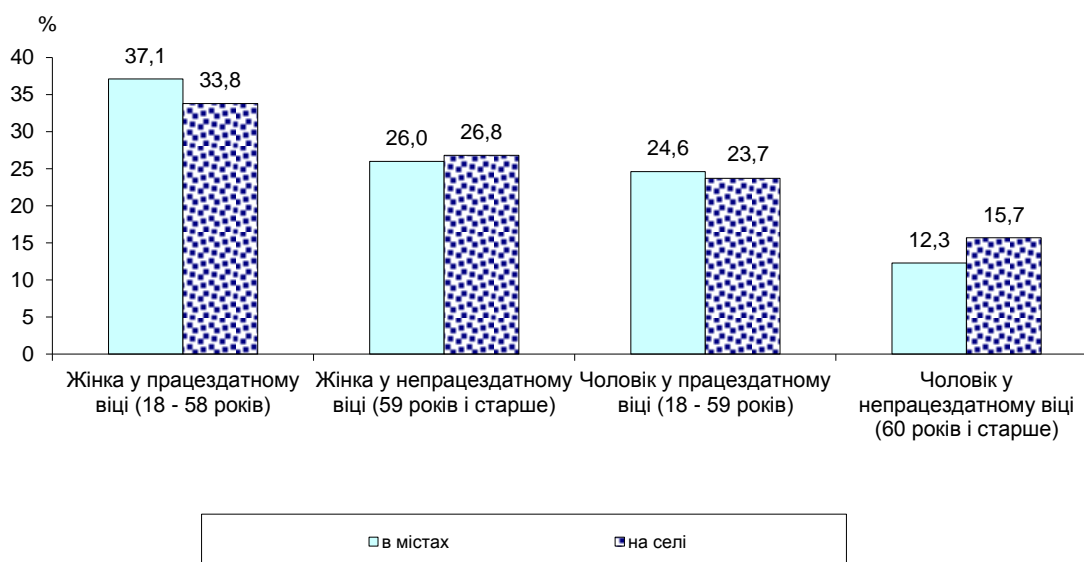 %
40
35
30
25
20
15
10
5
0
37,1
33,8
26,0
26,8
24,6
23,7
12,3
15,7
Жінка у працездатному
віці (18 - 58 років)
Жінка у непрацездатному
віці (59 років і старше)
Чоловік у працездатному
віці (18 - 59 років)
Чоловік у
непрацездатному віці
(60 років і старше)
в містах
на селі